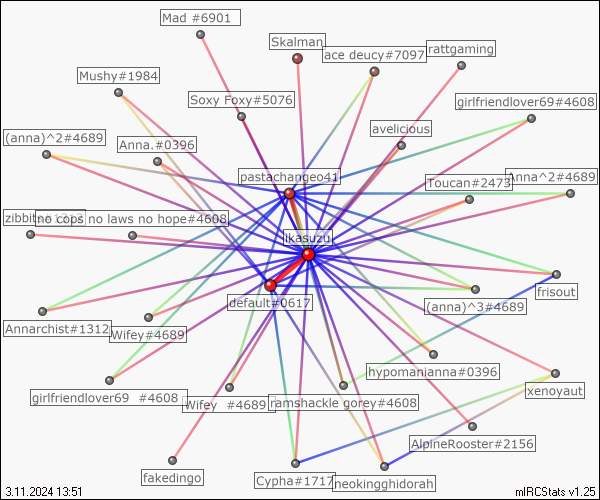 Mad #6901
Skalman
ace deucy#7097
rattgaming
Mushy#1984
Soxy Foxy#5076
girlfriendlover69#4608
(anna)^2#4689
Anna.#0396
avelicious
pastachangeo41
Toucan#2473
Anna^2#4689
no cops no laws no hope#4608
ikasuzu
default#0617
frisout
(anna)^3#4689
Annarchist#1312
Wifey#4689
hypomanianna#0396
girlfriendlover69 #4608
Wifey #4689
ramshackle gorey#4608
xenoyaut
AlpineRooster#2156
fakedingo
Cypha#1717
neokingghidorah
3.11.2024 13:51
mIRCStats v1.25